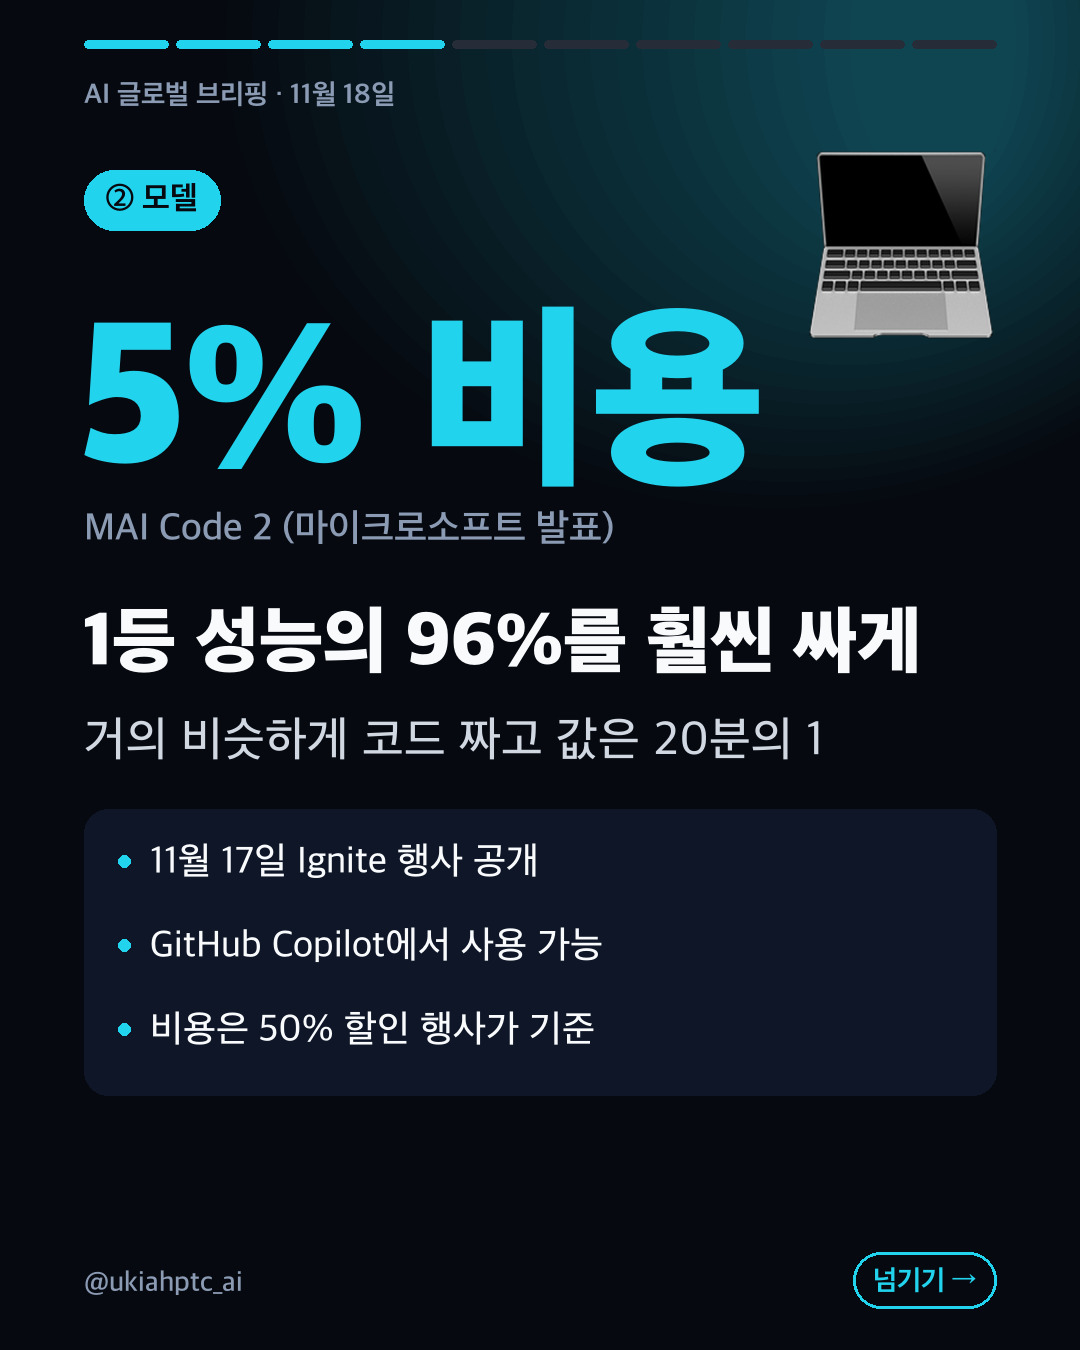 AI 글로벌 브리핑 · 11월 18일
② 모델
5% 비용
MAI Code 2 (마이크로소프트 발표)
1등 성능의 96%를 훨씬 싸게
거의 비슷하게 코드 짜고 값은 20분의 1
• 11월 17일 Ignite 행사 공개
• GitHub Copilot에서 사용 가능
• 비용은 50% 할인 행사가 기준
@ukiahptc_ai
넘기기 →